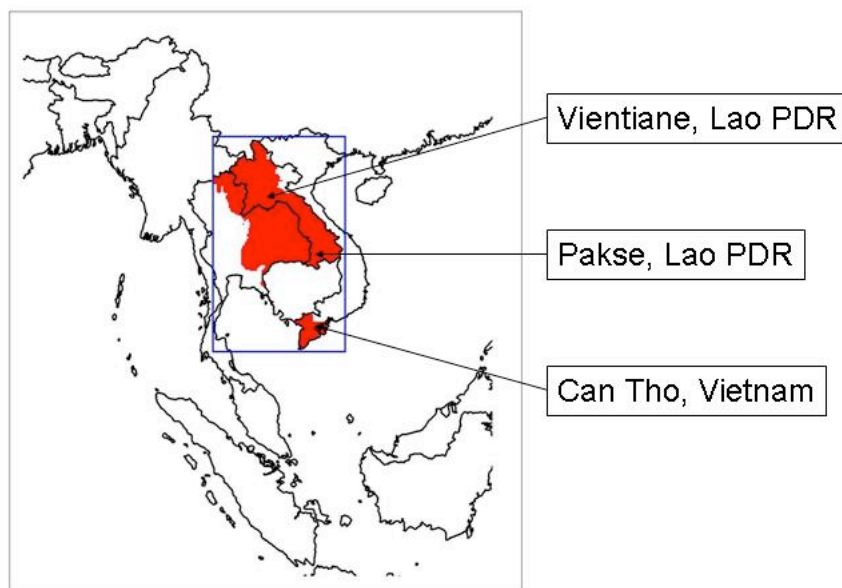 Vientiane, Lao PDR
Pakse, Lao PDR
Can Tho, Vietnam